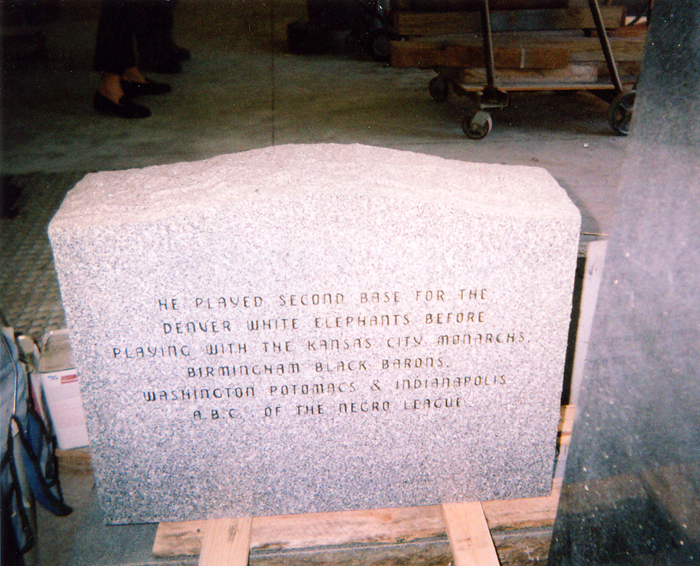 HE PLAYED SECOND BASE FOR THE
DENVER WHITE ELEPHANTS BEFORE
PLAYING WITH THE KANSAS CITY MONARCHS,
BIRMINGHAM BLACK BARONS,
WASHINGTON POTOMACS & INDIANAPOLIS
A.B.C. OF THE NEGRO LEAGUE.